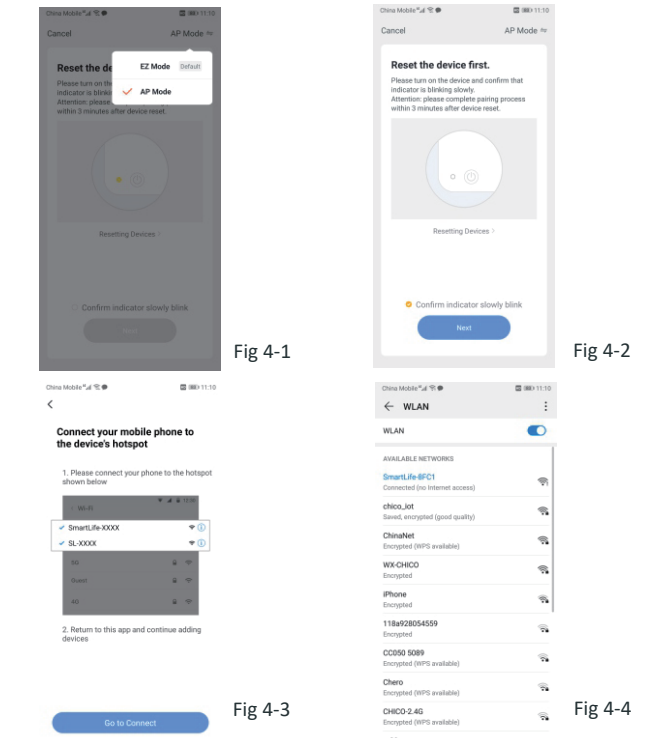 China Mobile 11:10
Cancel AP Mode
EZ Mode Default
AP Mode
Reset the de
Please turn on the
indicator is blinki
Attention: please
within 3 minutes after device reset.
Resetting Devices >
Confirm indicator slowly blink
Next
Fig 4-1
China Mobile 11:10
Cancel AP Mode
Reset the device first.
Please turn on the device and confirm that
indicator is blinking slowly.
Attention: please complete pairing process
within 3 minutes after device reset.
Resetting Devices >
Confirm indicator slowly blink
Next
Fig 4-2
China Mobile 11:10
Connect your mobile phone to
the device's hotspot
1. Please connect your phone to the hotspot
shown below
Wi-Fi
SmartLife-XXXX
SL-XXXX
5G
Guest
4G
2. Return to this app and continue adding
devices
Go to Connect
Fig 4-3
China Mobile 11:10
WLAN
WLAN
AVAILABLE NETWORKS
SmartLife-BFC1
Connected (no Internet access)
chico_iot
Saved, encrypted (good quality)
ChinaNet
Encrypted (WPS available)
WX-CHICO
Encrypted
iPhone
Encrypted
118a928054559
Encrypted
CC050 5089
Encrypted (WPS available)
Chero
Encrypted (WPS available)
CHICO-2.4G
Encrypted (WPS available)
Fig 4-4